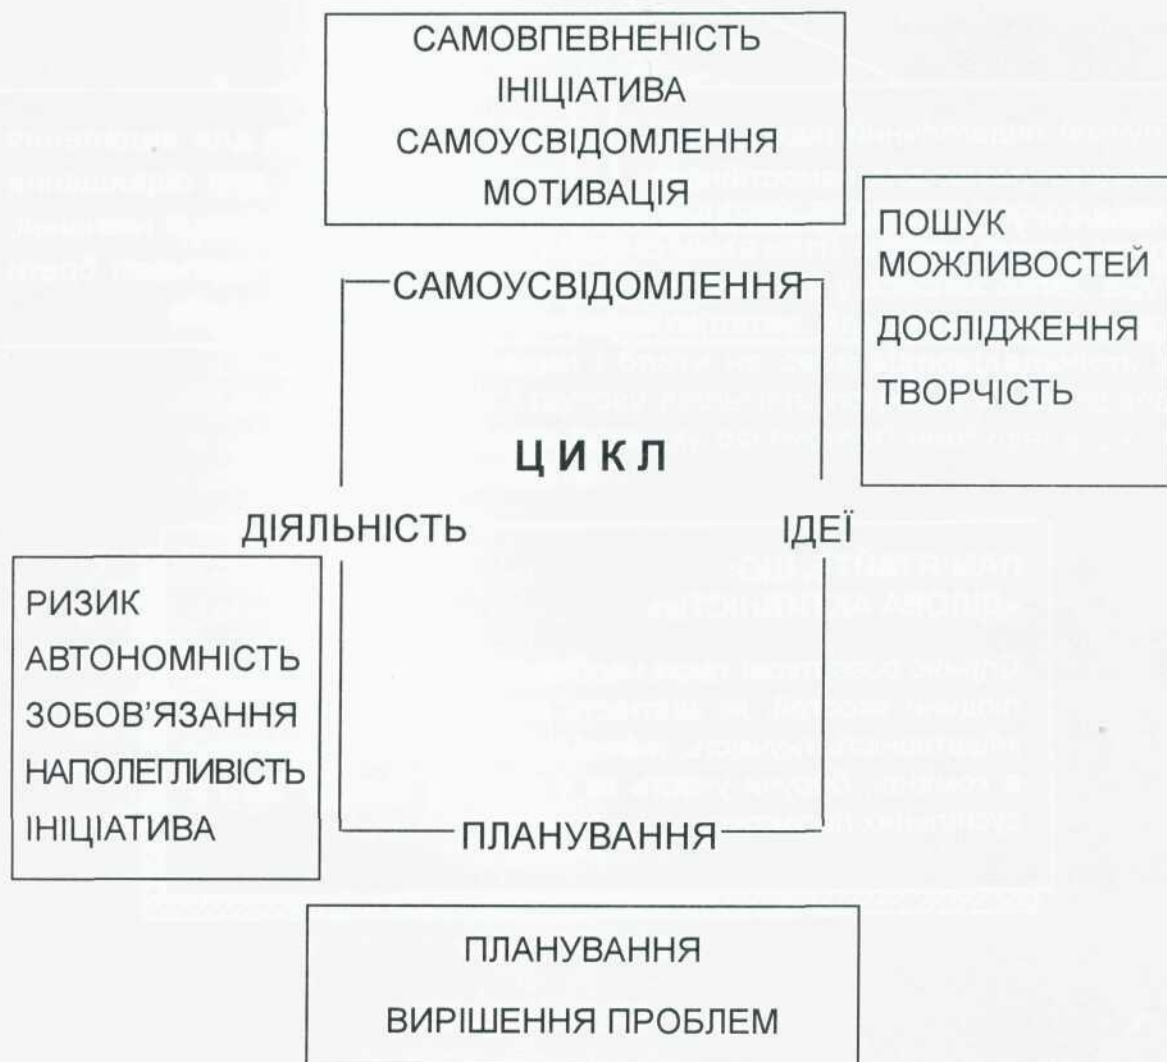 САМОВПЕВНЕНІСТЬ
ІНІЦІАТИВА
САМОУСВІДОМЛЕННЯ
МОТИВАЦІЯ
ПОШУК
МОЖЛИВОСТЕЙ
ДОСЛІДЖЕННЯ
ТВОРЧІСТЬ
САМОУСВІДОМЛЕННЯ
ЦИКЛ
ДІЯЛЬНІСТЬ
ІДЕЇ
РИЗИК
АВТОНОМНІСТЬ
ЗОБОВ'ЯЗАННЯ
НАПОЛЕГЛИВІСТЬ
ІНІЦІАТИВА
ПЛАНУВАННЯ
ПЛАНУВАННЯ
ВИРІШЕННЯ ПРОБЛЕМ